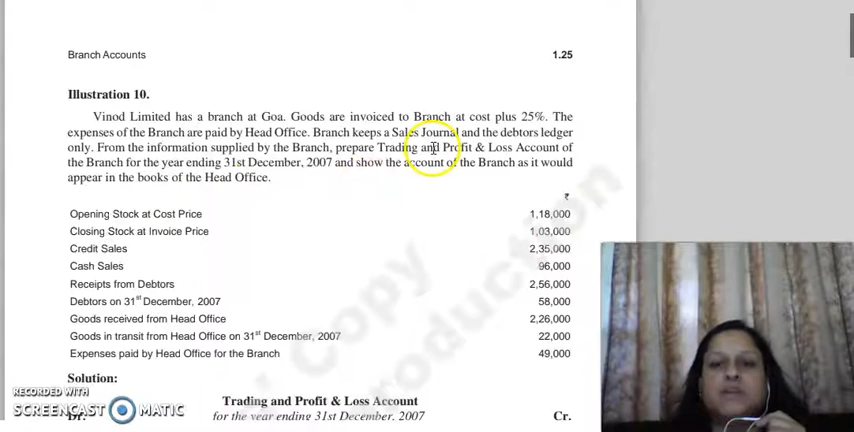 Branch Accounts 1.25
Illustration 10.
Vinod Limited has a branch at Goa. Goods are invoiced to Branch at cost plus 25%. The
expenses of the Branch are paid by Head Office. Branch keeps a Sales Journal and the debtors ledger
only. From the information supplied by the Branch, prepare Trading and Profit & Loss Account of
the Branch for the year ending 31st December, 2007 and show the account of the Branch as it would
appear in the books of the Head Office.
₹
Opening Stock at Cost Price 1,18,000
Closing Stock at Invoice Price 1,03,000
Credit Sales 2,35,000
Cash Sales 96,000
Receipts from Debtors 2,56,000
Debtors on 31st December, 2007 58,000
Goods received from Head Office 2,26,000
Goods in transit from Head Office on 31st December, 2007 22,000
Expenses paid by Head Office for the Branch 49,000
Solution:
Trading and Profit & Loss Account
Dr. for the year ending 31st December, 2007 Cr.
Copy
production
RECORDED WITH
SCREENCAST MATIC